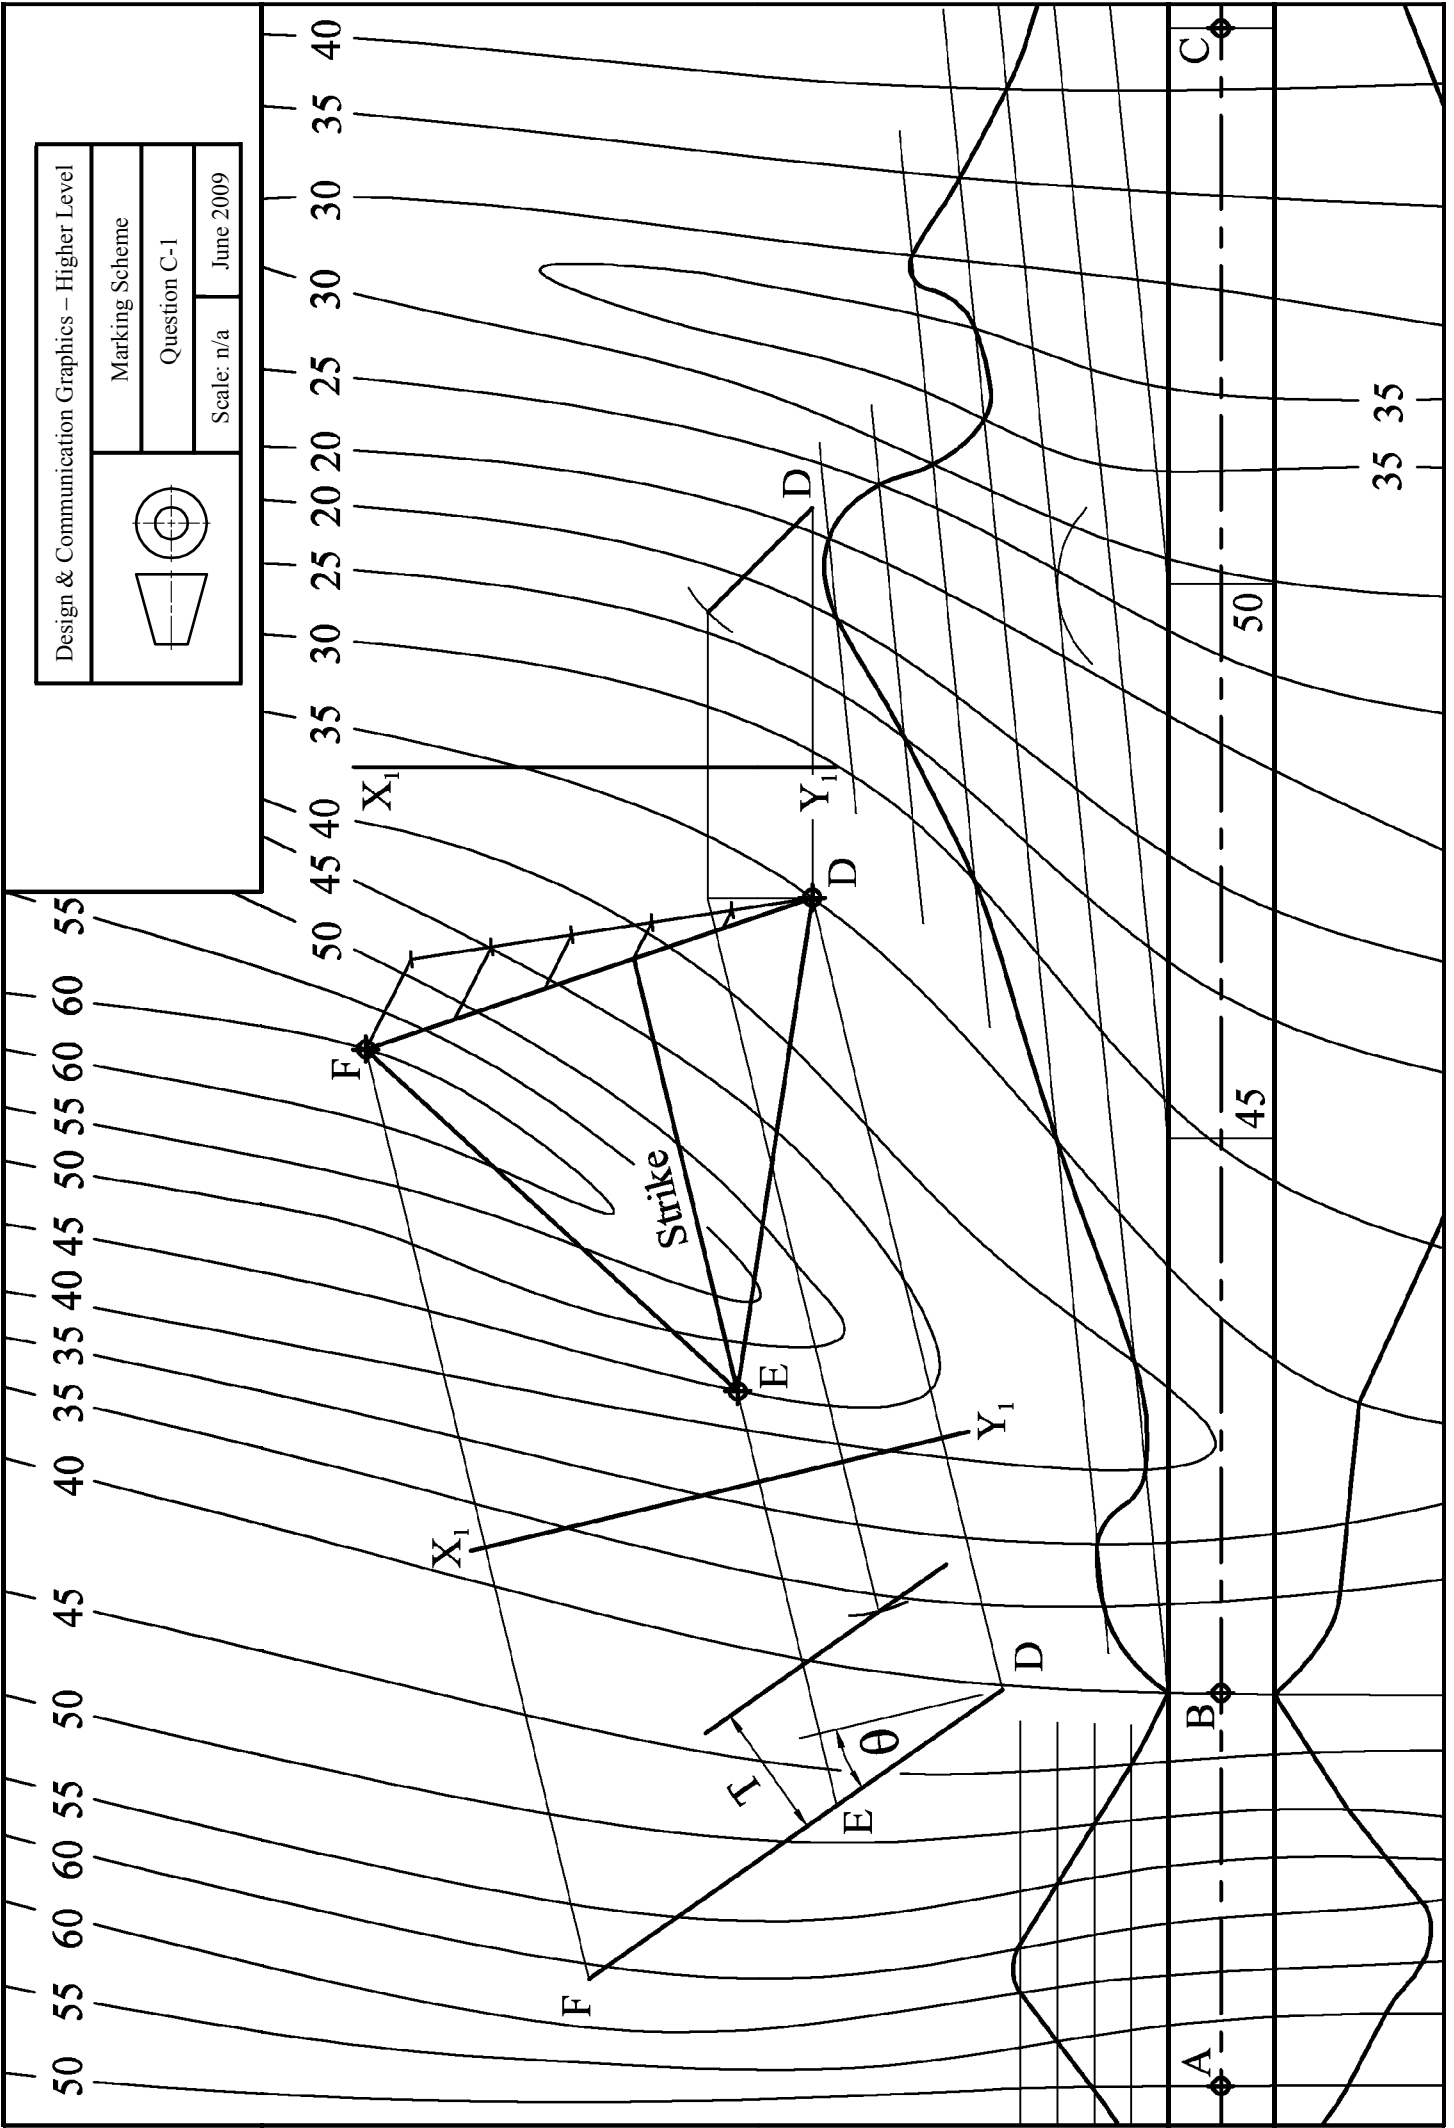 55 60 60 55 50 45 40 35 35 40 45 50 55 60 60 55 50
Design & Communication Graphics – Higher Level
Marking Scheme
Question C-1
Scale: n/a June 2009
50 45 40 35 30 25 20 20 25 30 30 35 40
F
X1
X1
F
Strike
T
E
D
Y1
D
E
θ
Y1
D
A B C
45 50
35 35